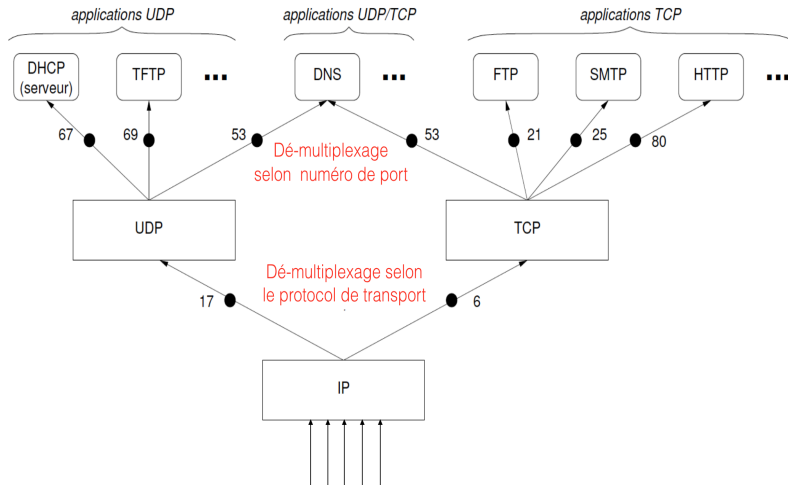 applications UDP
applications UDP/TCP
applications TCP
DHCP
(serveur)
TFTP
...
DNS
...
FTP
SMTP
HTTP
...
67
69
53
53
21
25
80
Dé-multiplexage
selon numéro de port
UDP
TCP
Dé-multiplexage selon
le protocol de transport
17
6
IP